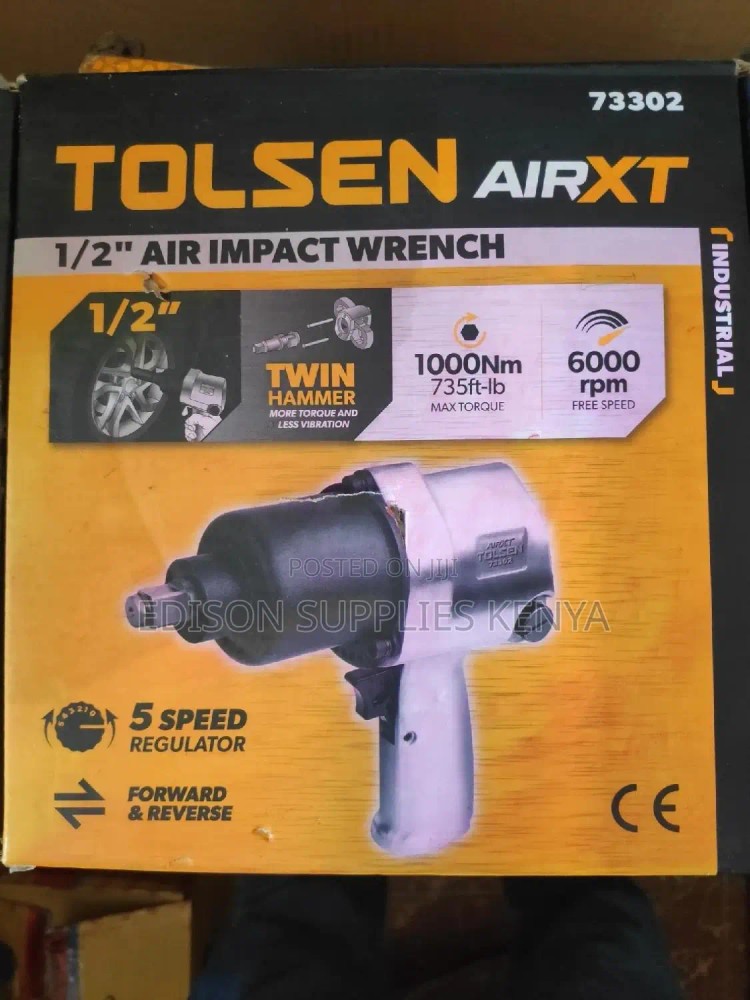 73302
TOLSEN AIRXT
1/2" AIR IMPACT WRENCH
INDUSTRIAL
1/2"
TWIN
HAMMER
MORE TORQUE AND
LESS VIBRATION
1000Nm
735ft-lb
MAX TORQUE
6000
rpm
FREE SPEED
TOLSEN
73302
POSTED ON JIJI
EDISON SUPPLIES KENYA
5 SPEED
REGULATOR
FORWARD
& REVERSE
CE